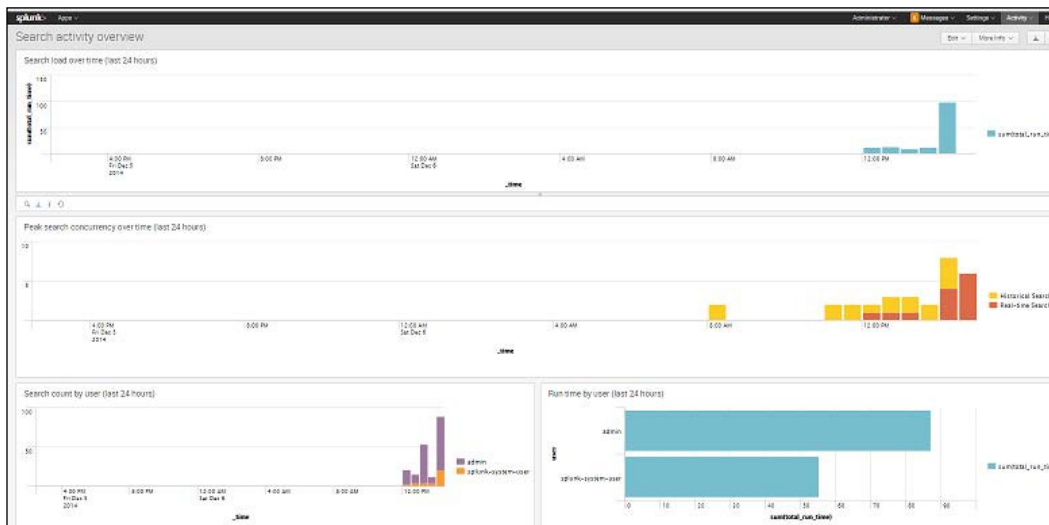 splunk> Apps Administrator Messages Settings Activity
Search activity overview Edit More Info
Search load over time (last 24 hours)
sum(total_run_time)
150
100
50
4:00 PM
Fri Dec 5
2014
8:00 PM
12:00 AM
Sat Dec 6
4:00 AM
8:00 AM
12:00 PM
_time
sum(total_run_ti
Peak search concurrency over time (last 24 hours)
10
4:00 PM
Fri Dec 5
2014
8:00 PM
12:00 AM
Sat Dec 6
4:00 AM
8:00 AM
12:00 PM
_time
Historical Search
Real-time Search
Search count by user (last 24 hours)
100
50
4:00 PM
Fri Dec 5
2014
8:00 PM
12:00 AM
Sat Dec 6
4:00 AM
8:00 AM
12:00 PM
_time
admin
splunk-system-user
Run time by user (last 24 hours)
user
admin
splunk-system-user
0 10 20 30 40 50 60 70 80 90
sum(total_run_time)
sum(total_run_ti